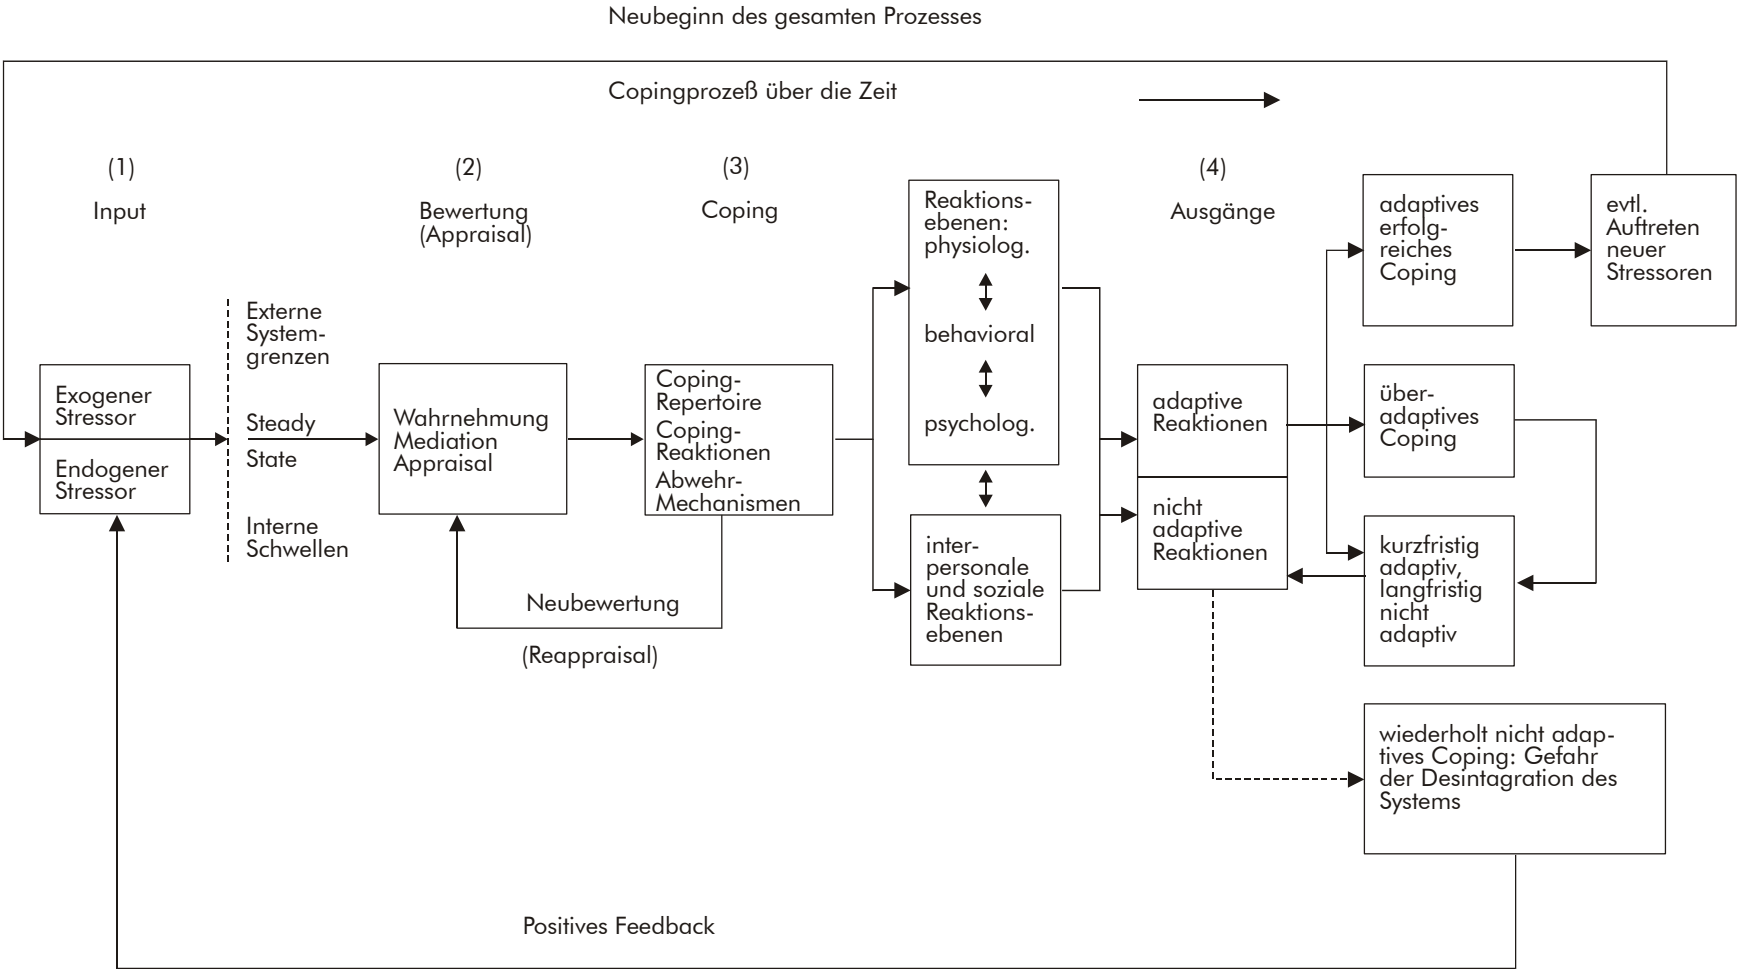 Neubeginn des gesamten Prozesses
Copingprozeß über die Zeit
(1)
Input
(2)
Bewertung
(Appraisal)
(3)
Coping
(4)
Ausgänge
Externe
System-
grenzen
Steady
State
Interne
Schwellen
Exogener
Stressor
Endogener
Stressor
Wahrnehmung
Mediation
Appraisal
Coping-
Repertoire
Coping-
Reaktionen
Abwehr-
Mechanismen
Neubewertung
(Reappraisal)
Reaktions-
ebenen:
physiolog.
behavioral
psycholog.
inter-
personale
und soziale
Reaktions-
ebenen
adaptive
Reaktionen
nicht
adaptive
Reaktionen
adaptives
erfolg-
reiches
Coping
evtl.
Auftreten
neuer
Stressoren
über-
adaptives
Coping
kurzfristig
adaptiv,
langfristig
nicht
adaptiv
wiederholt nicht adap-
tives Coping: Gefahr
der Desintagration des
Systems
Positives Feedback